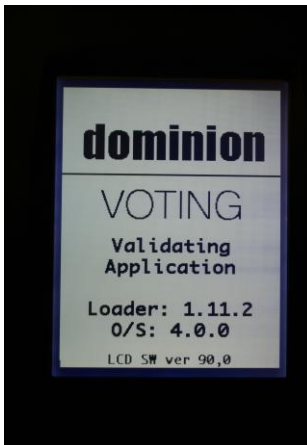 dominion
VOTING
Validating
Application
Loader: 1.11.2
O/S: 4.0.0
LCD SW ver 90,0